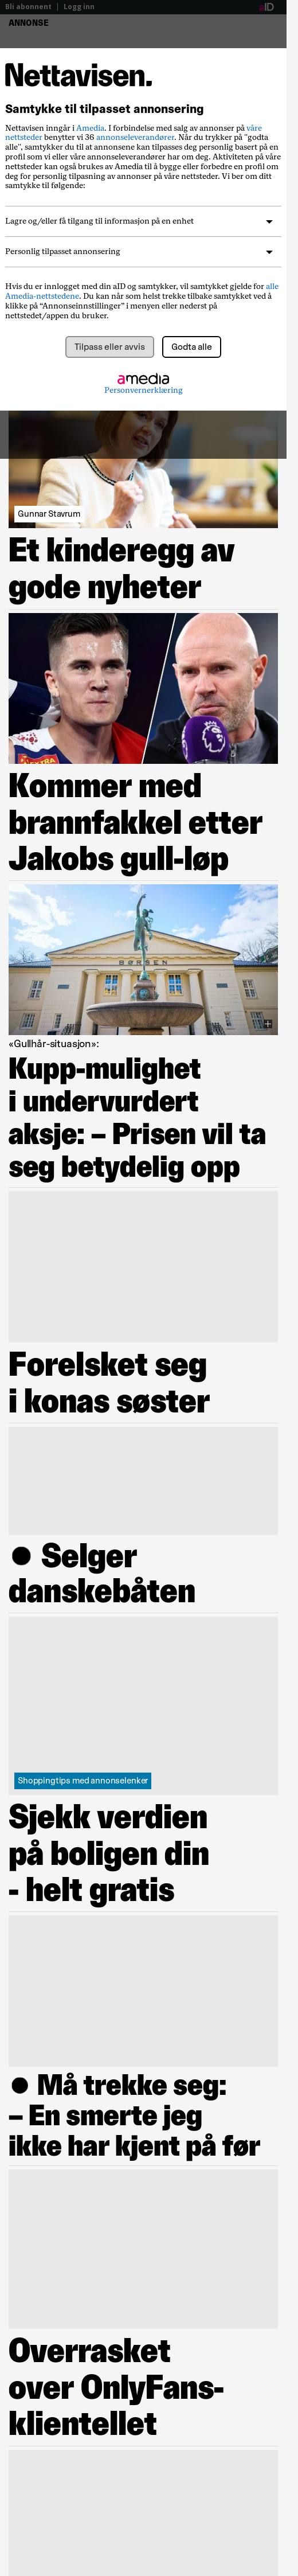 Bli abonnent
Logg inn
aID
ANNONSE
Nettavisen.
Samtykke til tilpasset annonsering
Nettavisen inngår i Amedia. I forbindelse med salg av annonser på våre
nettsteder benytter vi 36 annonseleverandører. Når du trykker på "godta
alle", samtykker du til at annonsene kan tilpasses deg personlig basert på en
profil som vi eller våre annonseleverandører har om deg. Aktiviteten på våre
nettsteder kan også brukes av Amedia til å bygge eller forbedre en profil om
deg for personlig tilpasning av annonser på våre nettsteder. Vi ber om ditt
samtykke til følgende:
Lagre og/eller få tilgang til informasjon på en enhet
Personlig tilpasset annonsering
Hvis du er innlogget med din aID og samtykker, vil samtykket gjelde for alle
Amedia-nettstedene. Du kan når som helst trekke tilbake samtykket ved å
klikke på “Annonseinnstillinger” i menyen eller nederst på
nettstedet/appen du bruker.
Tilpass eller avvis
Godta alle
amedia
Personvernerklæring
Gunnar Stavrum
Et kinderegg av
gode nyheter
Kommer med
brannfakkel etter
Jakobs gull-løp
BØRSEN
«Gullhår-situasjon»:
Kupp-mulighet
i undervurdert
aksje: – Prisen vil ta
seg betydelig opp
Forelsket seg
i konas søster
● Selger
danskebåten
Shoppingtips med annonselenker
Sjekk verdien
på boligen din
- helt gratis
● Må trekke seg:
– En smerte jeg
ikke har kjent på før
Overrasket
over OnlyFans-
klientellet